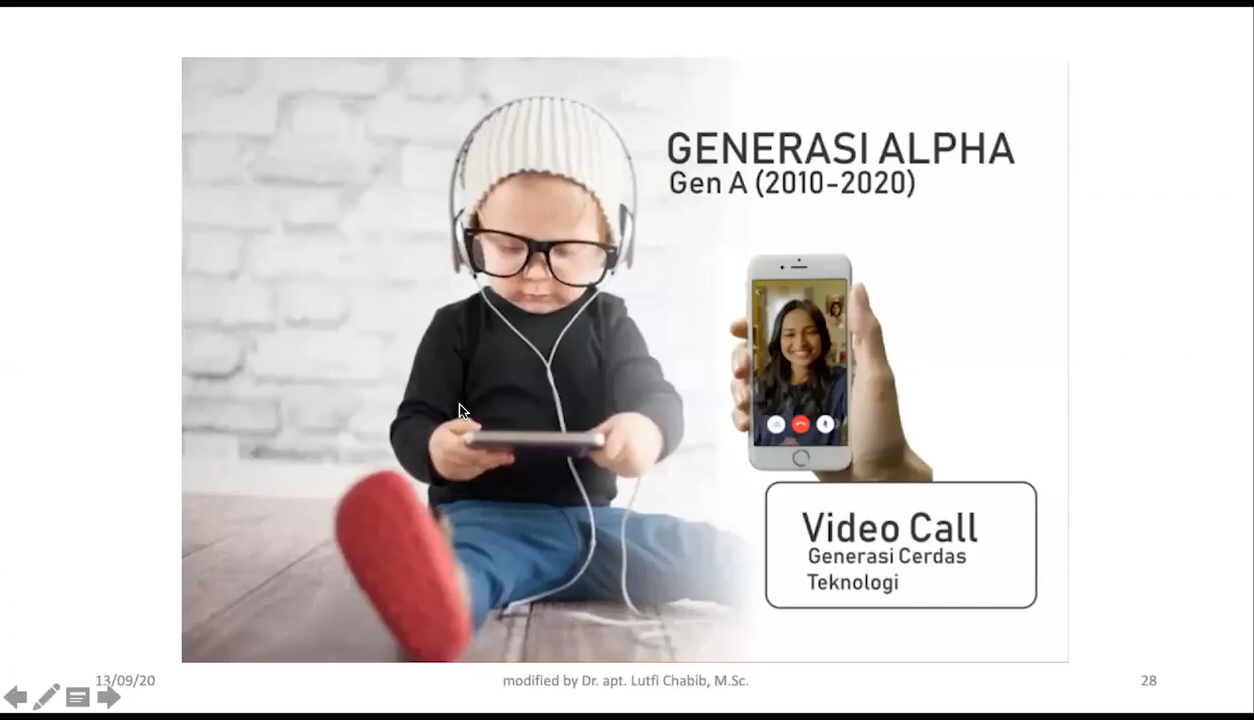 GENERASI ALPHA
Gen A (2010-2020)
Video Call
Generasi Cerdas
Teknologi
13/09/20
modified by Dr. apt. Lutfi Chabib, M.Sc.
28